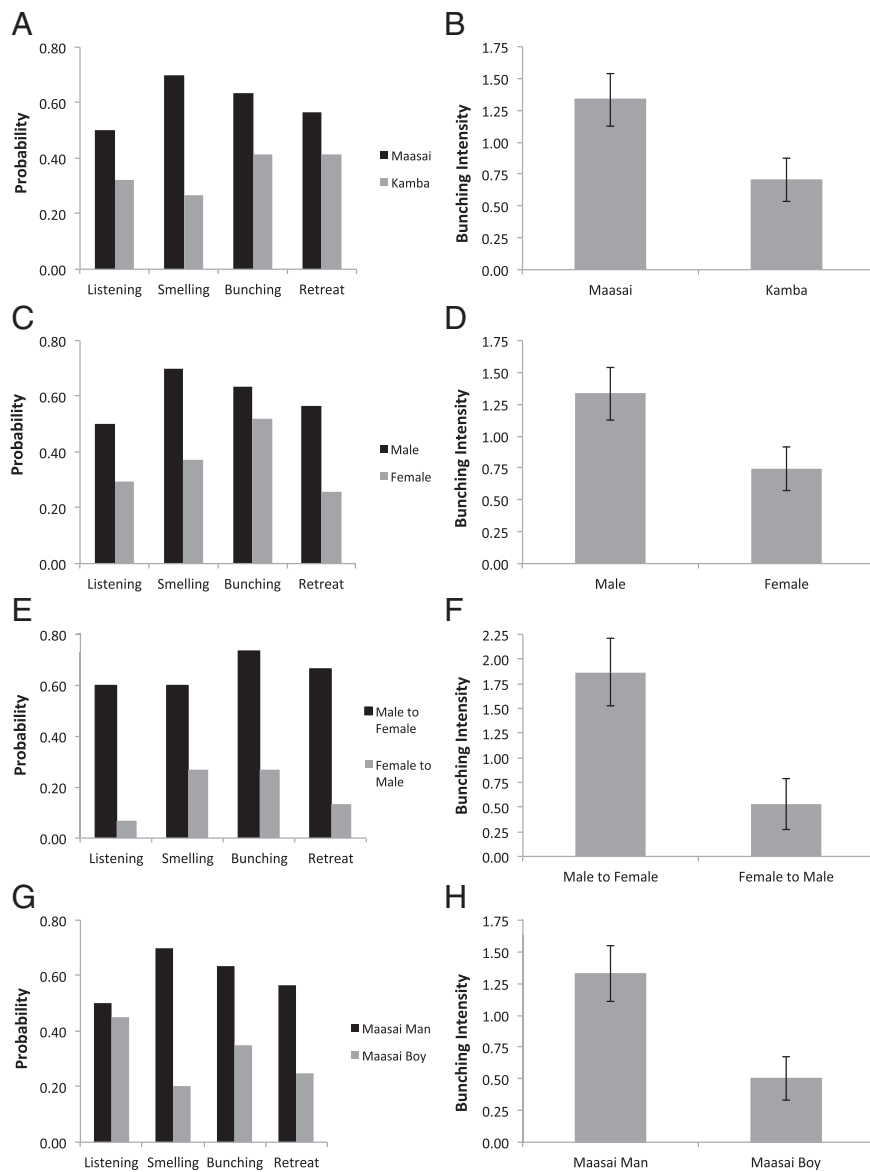 A
Probability
0.80
0.60
0.40
0.20
0.00
Listening Smelling Bunching Retreat
Maasai
Kamba
B
Bunching Intensity
1.75
1.50
1.25
1.00
0.75
0.50
0.25
0.00
Maasai Kamba
C
Probability
0.80
0.60
0.40
0.20
0.00
Listening Smelling Bunching Retreat
Male
Female
D
Bunching Intensity
1.75
1.50
1.25
1.00
0.75
0.50
0.25
0.00
Male Female
E
Probability
0.80
0.60
0.40
0.20
0.00
Listening Smelling Bunching Retreat
Male to
Female
Female to
Male
F
Bunching Intensity
2.25
2.00
1.75
1.50
1.25
1.00
0.75
0.50
0.25
0.00
Male to Female Female to Male
G
Probability
0.80
0.60
0.40
0.20
0.00
Listening Smelling Bunching Retreat
Maasai Man
Maasai Boy
H
Bunching Intensity
1.75
1.50
1.25
1.00
0.75
0.50
0.25
0.00
Maasai Man Maasai Boy